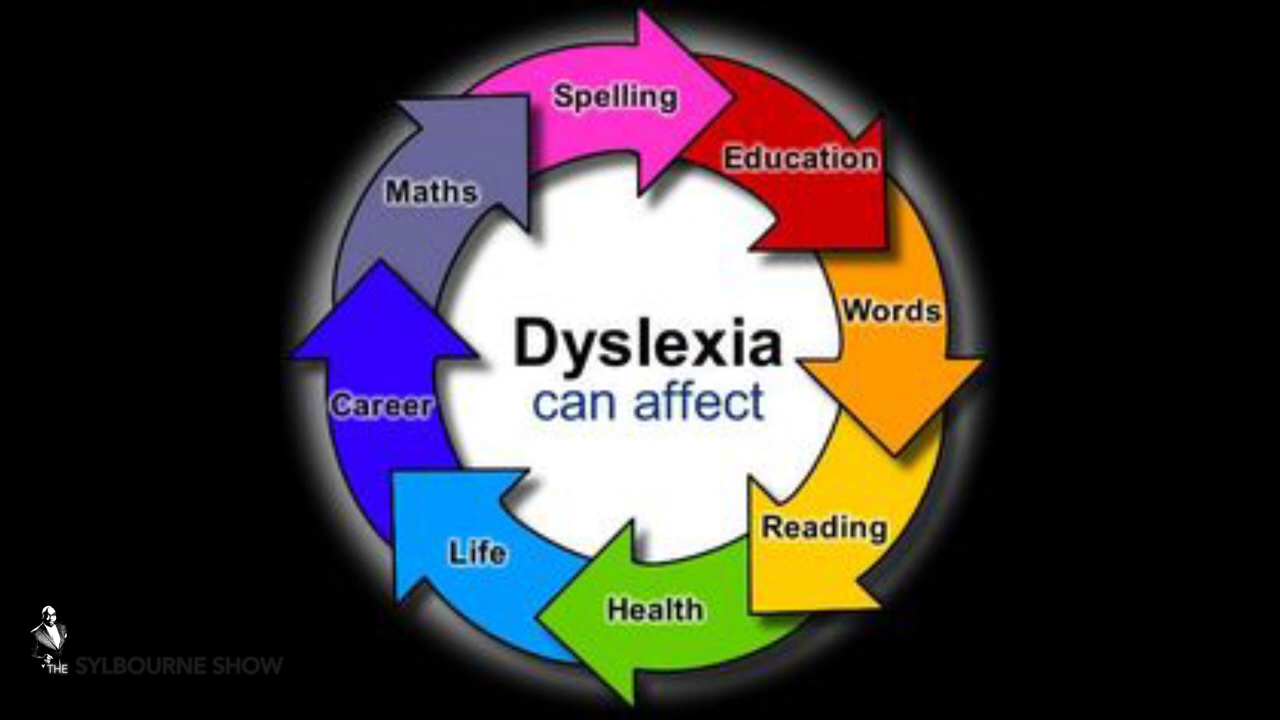 Spelling
Education
Maths
Words
Dyslexia
can affect
Career
Reading
Life
Health
THE SYLBOURNE SHOW